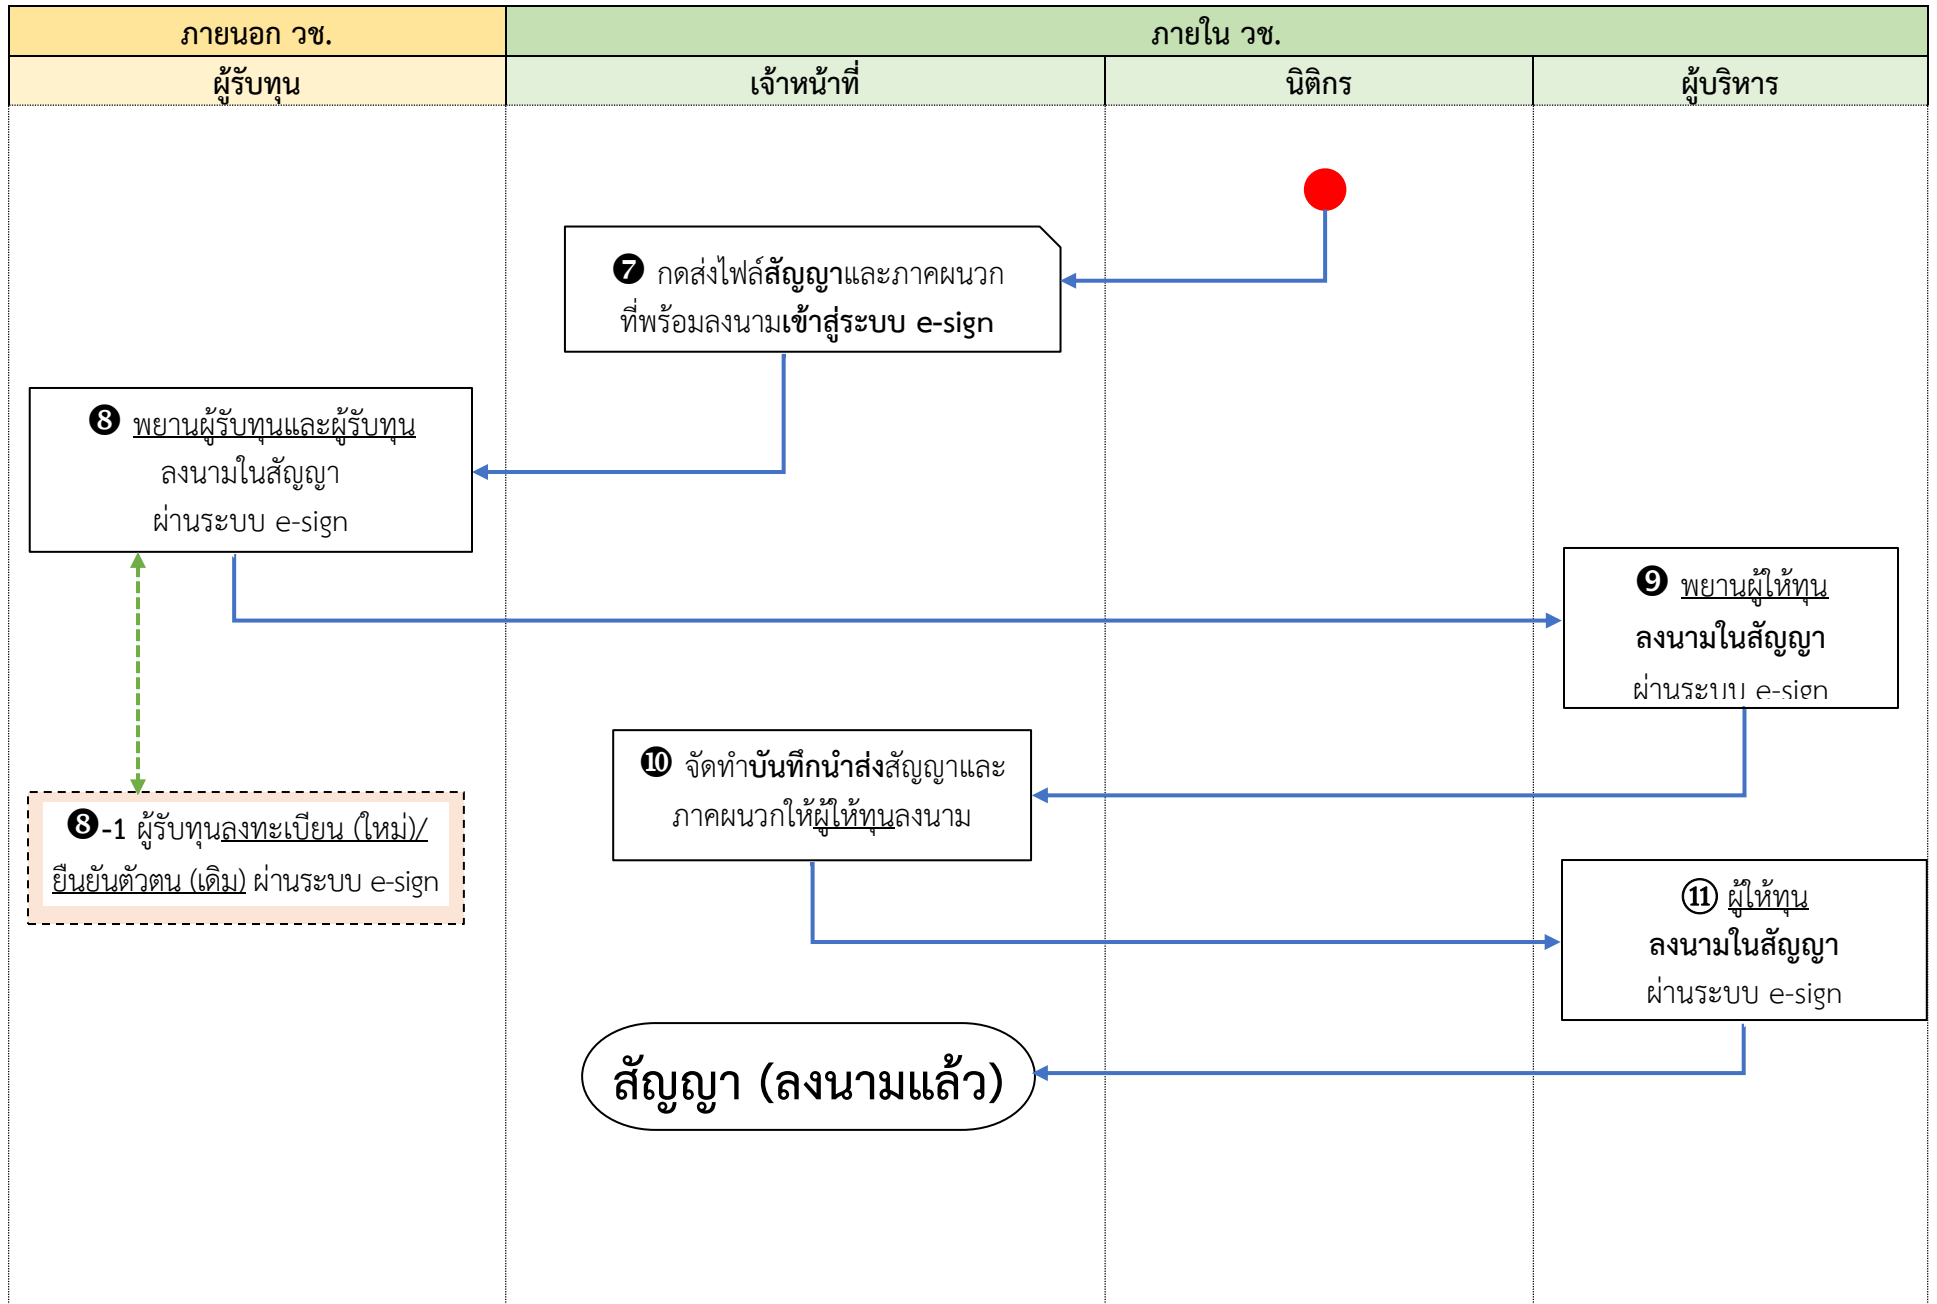 ภายนอก วช.
ภายใน วช.
ผู้รับทุน
เจ้าหน้าที่
นิติกร
ผู้บริหาร
❼ กดส่งไฟล์สัญญาและภาคผนวก
ที่พร้อมลงนามเข้าสู่ระบบ e-sign
❽ พยานผู้รับทุนและผู้รับทุน
ลงนามในสัญญา
ผ่านระบบ e-sign
❾ พยานผู้ให้ทุน
ลงนามในสัญญา
ผ่านระบบ e-sign
❿ จัดทำบันทึกนำส่งสัญญาและ
ภาคผนวกให้ผู้ให้ทุนลงนาม
❽-1 ผู้รับทุนลงทะเบียน (ใหม่)/
ยืนยันตัวตน (เดิม) ผ่านระบบ e-sign
⑪ ผู้ให้ทุน
ลงนามในสัญญา
ผ่านระบบ e-sign
สัญญา (ลงนามแล้ว)